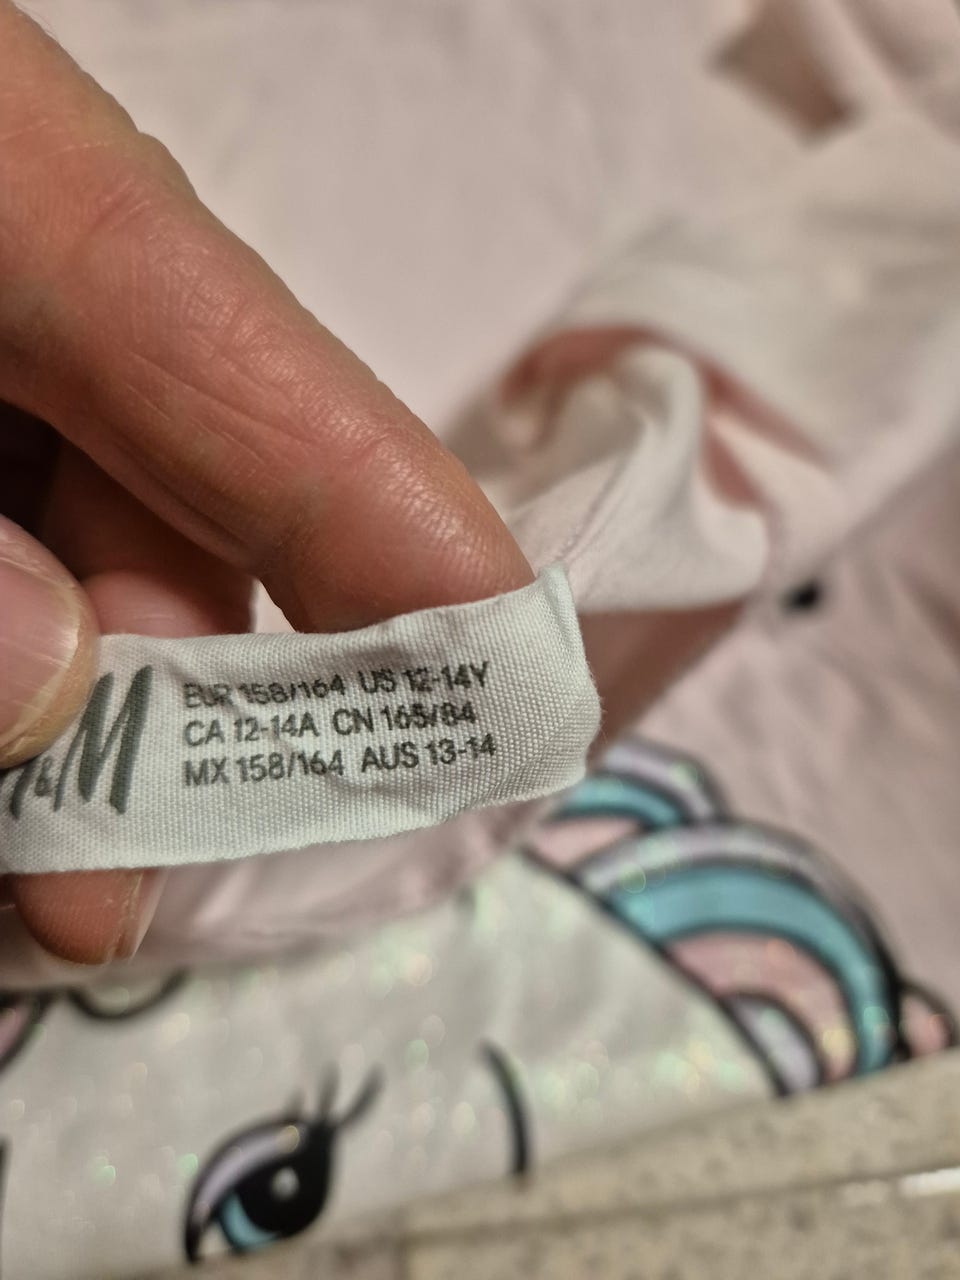 H&M
EUR 158/164 US 12-14Y
CA 12-14A CN 165/84
MX 158/164 AUS 13-14